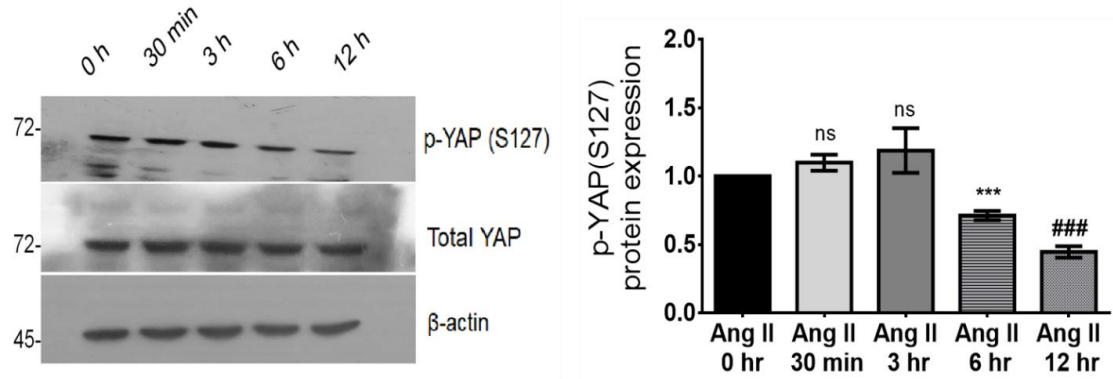 0 h 30 min 3 h 6 h 12 h
72-
p-YAP (S127)
72-
Total YAP
45-
β-actin
p-YAP(S127)
protein expression
2.0
1.5
1.0
0.5
0.0
ns
ns
***
###
Ang II Ang II Ang II Ang II Ang II
0 hr 30 min 3 hr 6 hr 12 hr